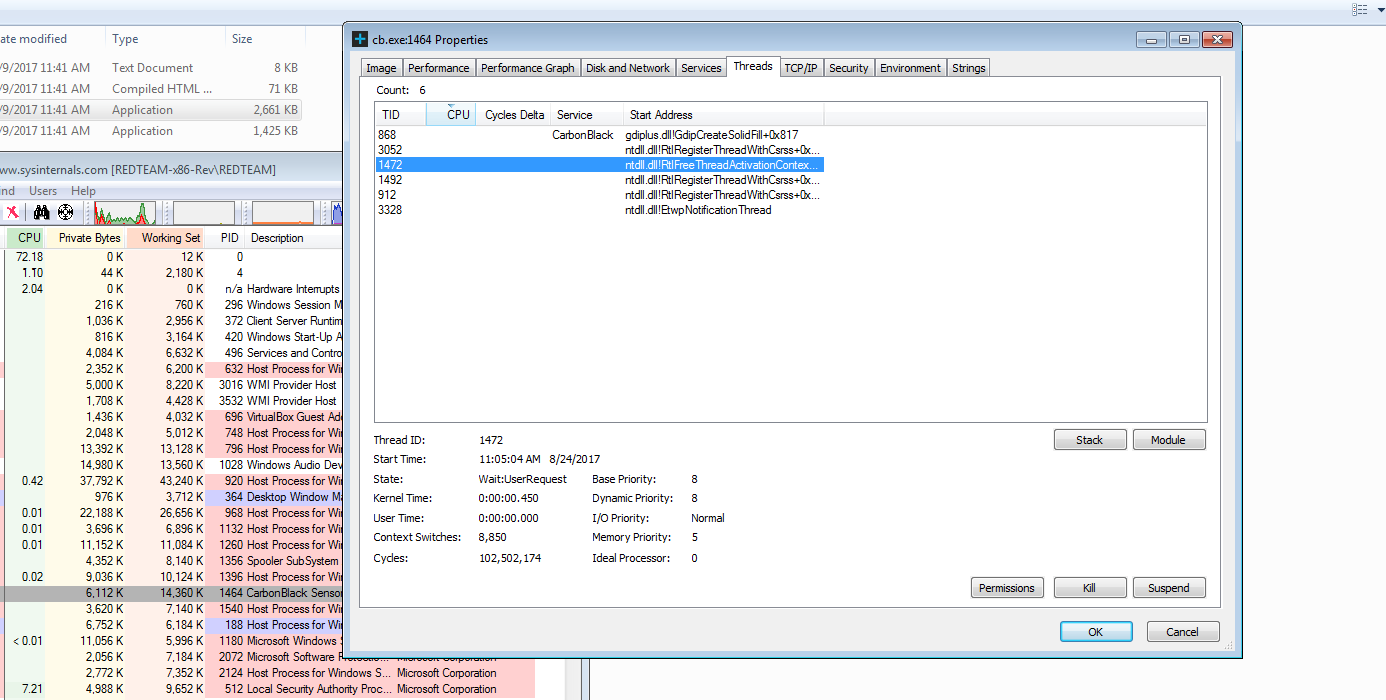 ate modified Type Size
/9/2017 11:41 AM Text Document 8 KB
/9/2017 11:41 AM Compiled HTML ... 71 KB
/9/2017 11:41 AM Application 2,661 KB
/9/2017 11:41 AM Application 1,425 KB
ww.sysinternals.com [REDTEAM-x86-Rev\REDTEAM]
ind Users Help
CPU Private Bytes Working Set PID Description
72.18 0 K 12 K 0
1.10 44 K 2,180 K 4
2.04 0 K 0 K n/a Hardware Interrupts
216 K 760 K 296 Windows Session M
1,036 K 2,956 K 372 Client Server Runtim
816 K 3,164 K 420 Windows Start-Up A
4,084 K 6,632 K 496 Services and Contro
2,352 K 6,200 K 632 Host Process for Wi
5,000 K 8,220 K 3016 WMI Provider Host
1,708 K 4,428 K 3532 WMI Provider Host
1,436 K 4,032 K 696 VirtualBox Guest Ad
2,048 K 5,012 K 748 Host Process for Wi
13,392 K 13,128 K 796 Host Process for Wi
14,980 K 13,560 K 1028 Windows Audio Dev
0.42 37,792 K 43,240 K 920 Host Process for Wi
976 K 3,712 K 364 Desktop Window Ma
0.01 22,188 K 26,656 K 968 Host Process for Wi
0.01 3,696 K 6,896 K 1132 Host Process for Wi
0.01 11,152 K 11,084 K 1260 Host Process for Wi
4,352 K 8,140 K 1356 Spooler SubSystem
0.02 9,036 K 10,124 K 1396 Host Process for Wi
6,112 K 14,360 K 1464 CarbonBlack Sensor
3,620 K 7,140 K 1540 Host Process for Wi
6,752 K 6,184 K 188 Host Process for Wi
< 0.01 11,056 K 5,996 K 1180 Microsoft Windows S
2,056 K 7,184 K 2072 Microsoft Software Protectio... Microsoft Corporation
2,772 K 7,352 K 2124 Host Process for Windows S... Microsoft Corporation
7.21 4,988 K 9,652 K 512 Local Security Authority Proc... Microsoft Corporation
cb.exe:1464 Properties
Image Performance Performance Graph Disk and Network Services Threads TCP/IP Security Environment Strings
Count: 6
TID CPU Cycles Delta Service Start Address
868 CarbonBlack gdiplus.dll!GdipCreateSolidFill+0x817
3052 ntdll.dll!RtlRegisterThreadWithCsrss+0x...
1472 ntdll.dll!RtlFreeThreadActivationContex...
1492 ntdll.dll!RtlRegisterThreadWithCsrss+0x...
912 ntdll.dll!RtlRegisterThreadWithCsrss+0x...
3328 ntdll.dll!EtwpNotificationThread
Thread ID: 1472
Stack Module
Start Time: 11:05:04 AM 8/24/2017
State: Wait:UserRequest Base Priority: 8
Kernel Time: 0:00:00.450 Dynamic Priority: 8
User Time: 0:00:00.000 I/O Priority: Normal
Context Switches: 8,850 Memory Priority: 5
Cycles: 102,502,174 Ideal Processor: 0
Permissions Kill Suspend
OK Cancel